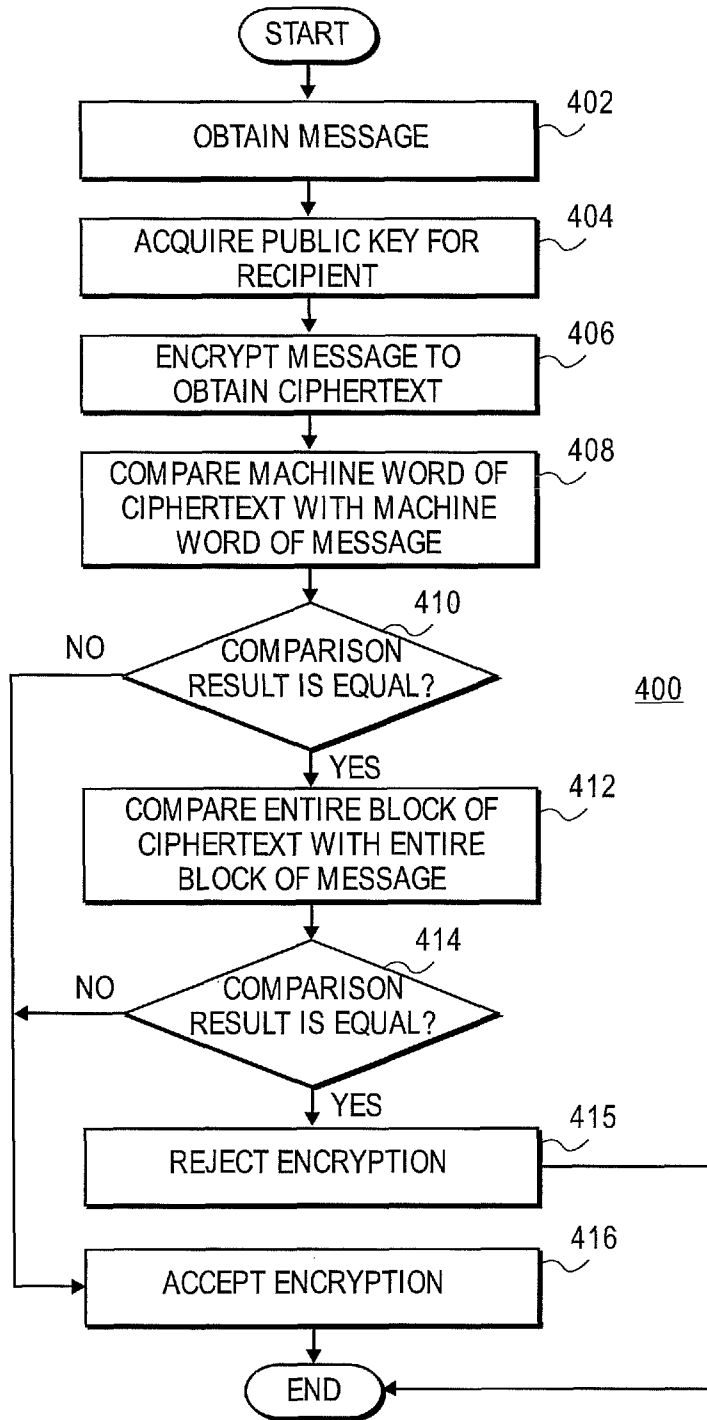 START
402
OBTAIN MESSAGE
404
ACQUIRE PUBLIC KEY FOR
RECIPIENT
406
ENCRYPT MESSAGE TO
OBTAIN CIPHERTEXT
408
COMPARE MACHINE WORD OF
CIPHERTEXT WITH MACHINE
WORD OF MESSAGE
410
NO
COMPARISON
RESULT IS EQUAL?
400
YES
412
COMPARE ENTIRE BLOCK OF
CIPHERTEXT WITH ENTIRE
BLOCK OF MESSAGE
414
NO
COMPARISON
RESULT IS EQUAL?
YES
415
REJECT ENCRYPTION
416
ACCEPT ENCRYPTION
END